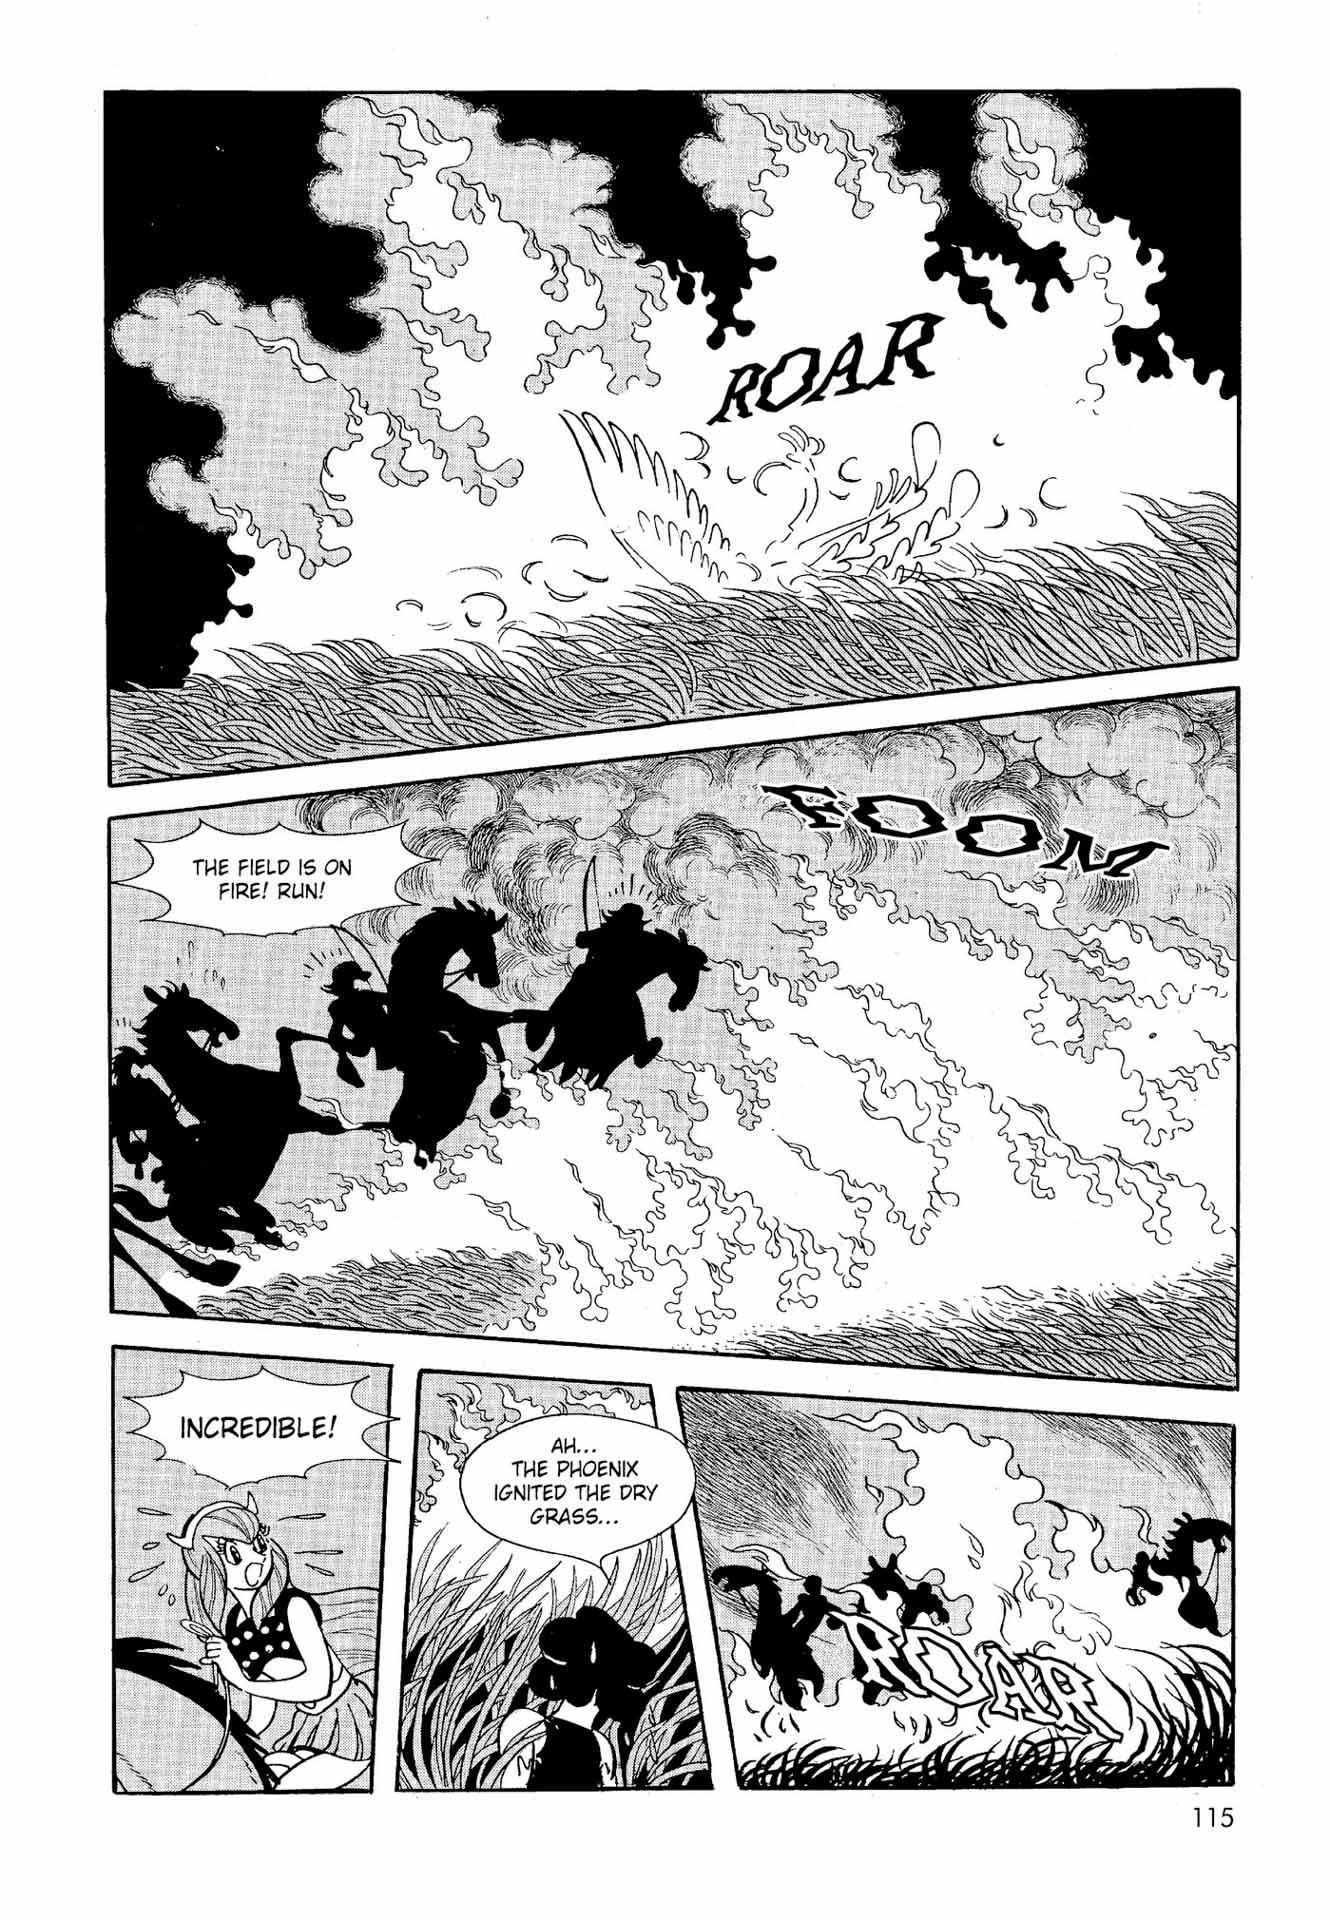 ROAR
FOOM
THE FIELD IS ON
FIRE! RUN!
INCREDIBLE!
AH...
THE PHOENIX
IGNITED THE DRY
GRASS...
ROAR
115